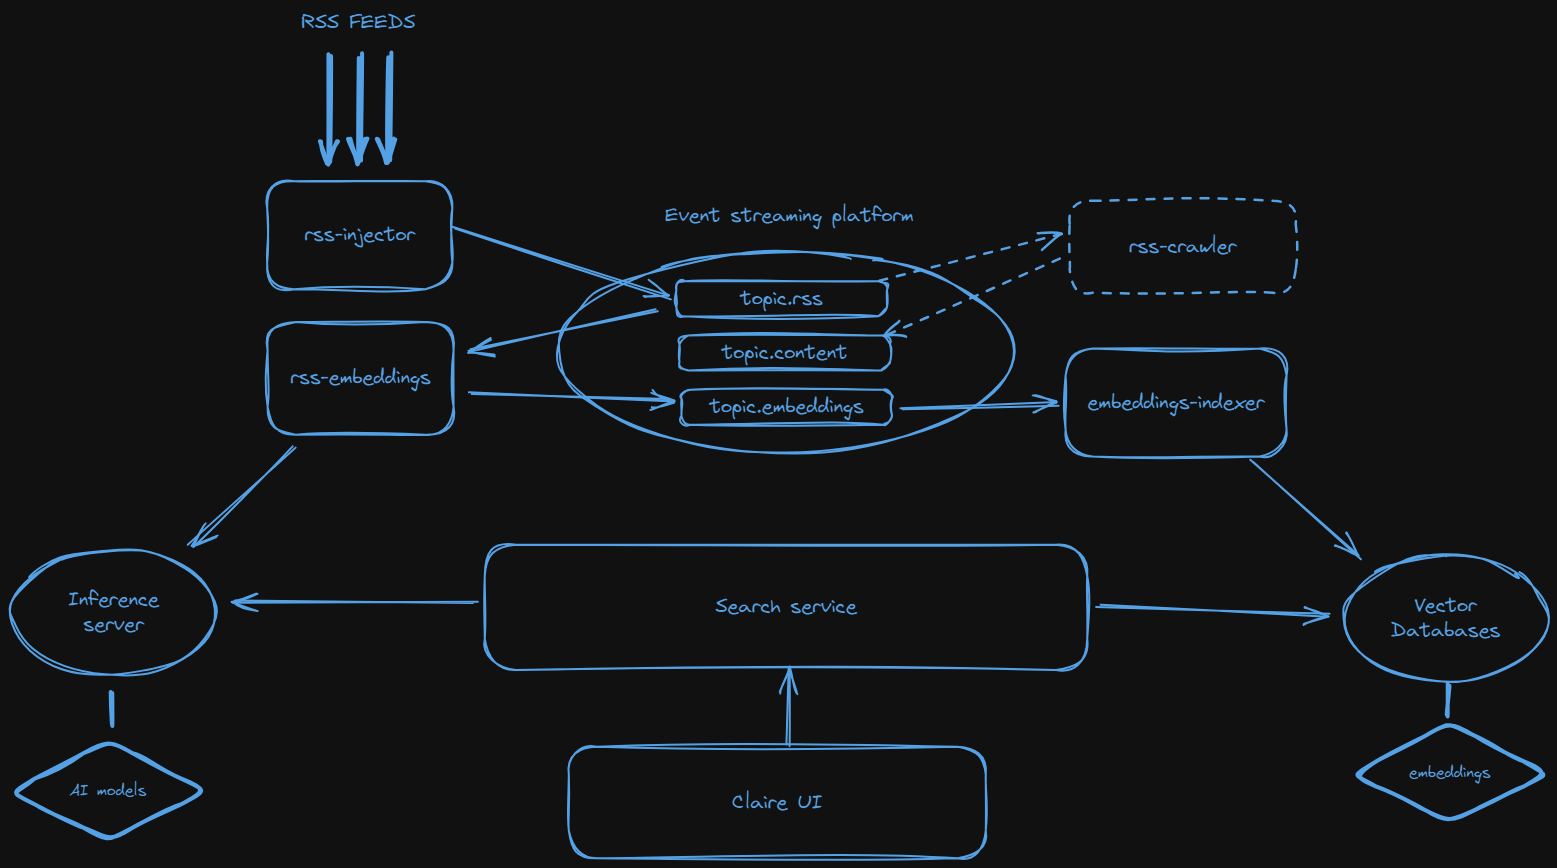 RSS FEEDS
rss-injector
Event streaming platform
rss-crawler
topic.rss
topic.content
rss-embeddings
topic.embeddings
embeddings-indexer
Inference
server
Search service
Vector
Databases
AI models
embeddings
Claire UI